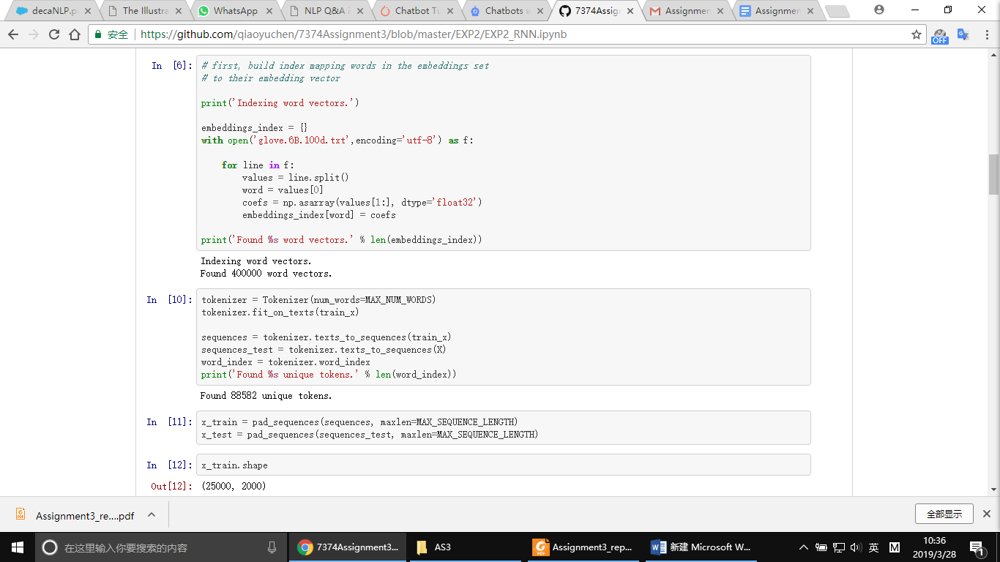 decaNLP.p
The Illustra
WhatsApp
NLP Q&A i
Chatbot Tu
Chatbots w
7374Assign
Assignmen
Assignmen
安全 https://github.com/qiaoyuchen/7374Assignment3/blob/master/EXP2/EXP2_RNN.ipynb
OFF
In [6]: # first, build index mapping words in the embeddings set
# to their embedding vector
print('Indexing word vectors.')
embeddings_index = {}
with open('glove.6B.100d.txt',encoding='utf-8') as f:
for line in f:
values = line.split()
word = values[0]
coefs = np.asarray(values[1:], dtype='float32')
embeddings_index[word] = coefs
print('Found %s word vectors.' % len(embeddings_index))
Indexing word vectors.
Found 400000 word vectors.
In [10]: tokenizer = Tokenizer(num_words=MAX_NUM_WORDS)
tokenizer.fit_on_texts(train_x)
sequences = tokenizer.texts_to_sequences(train_x)
sequences_test = tokenizer.texts_to_sequences(X)
word_index = tokenizer.word_index
print('Found %s unique tokens.' % len(word_index))
Found 88582 unique tokens.
In [11]: x_train = pad_sequences(sequences, maxlen=MAX_SEQUENCE_LENGTH)
x_test = pad_sequences(sequences_test, maxlen=MAX_SEQUENCE_LENGTH)
In [12]: x_train.shape
Out[12]: (25000, 2000)
Assignment3_re....pdf
全部显示
在这里输入你要搜索的内容
7374Assignment3...
AS3
Assignment3_rep...
新建 Microsoft W...
英
M
10:36
2019/3/28
1